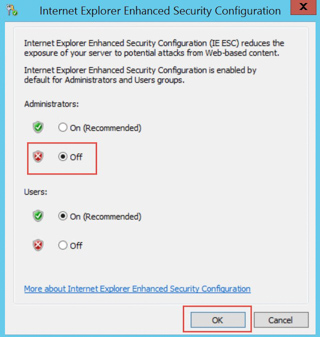 Internet Explorer Enhanced Security Configuration
Internet Explorer Enhanced Security Configuration (IE ESC) reduces the
exposure of your server to potential attacks from Web-based content.
Internet Explorer Enhanced Security Configuration is enabled by
default for Administrators and Users groups.
Administrators:
On (Recommended)
Off
Users:
On (Recommended)
Off
More about Internet Explorer Enhanced Security Configuration
OK Cancel